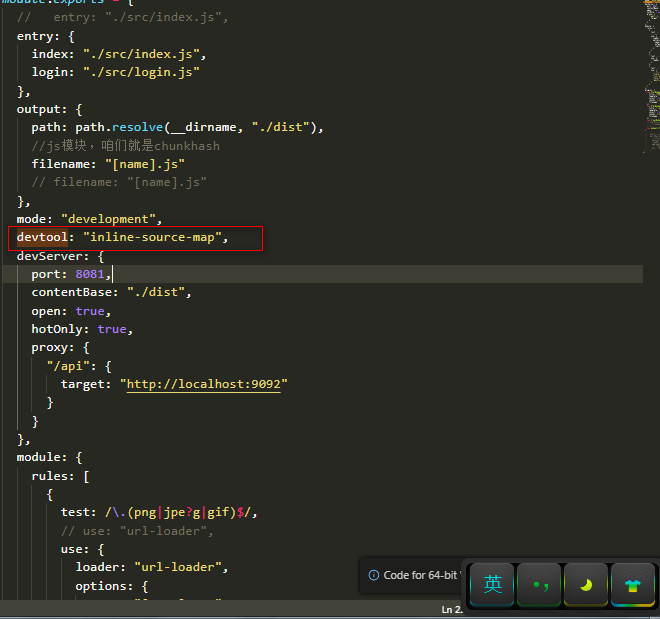 module.exports = {
//   entry: "./src/index.js",
entry: {
index: "./src/index.js",
login: "./src/login.js"
},
output: {
path: path.resolve(__dirname, "./dist"),
//js模块，咱们就是chunkhash
filename: "[name].js"
// filename: "[name].js"
},
mode: "development",
devtool: "inline-source-map",
devServer: {
port: 8081,
contentBase: "./dist",
open: true,
hotOnly: true,
proxy: {
"/api": {
target: "http://localhost:9092"
}
}
},
module: {
rules: [
{
test: /\.(png|jpe?g|gif)$/,
// use: "url-loader",
use: {
loader: "url-loader",
options: {
Code for 64-bit
英
Ln 2